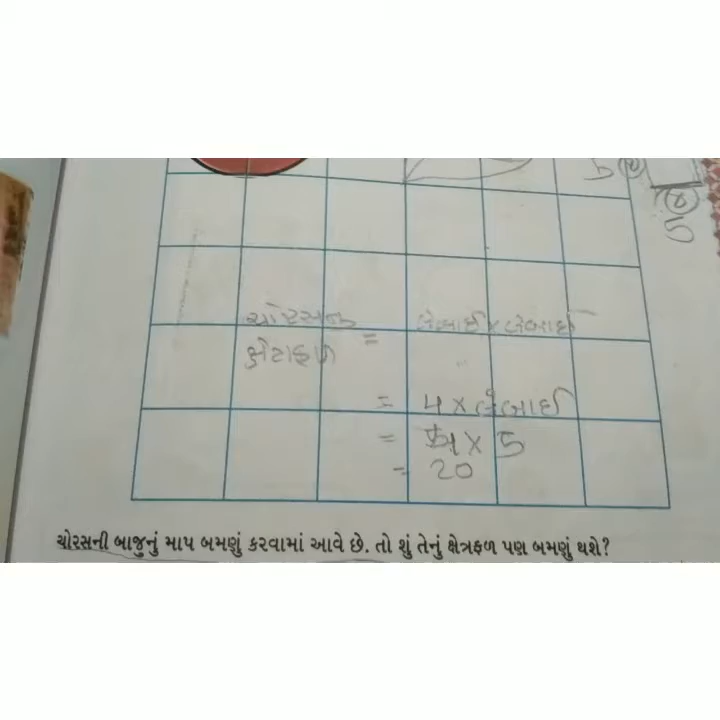 ચોરસનું = લંબાઈ × લંબાઈ
ક્ષેત્રફળ
= 4 × લંબાઈ
= 4 × 5
= 20
ચોરસની બાજુનું માપ બમણું કરવામાં આવે છે. તો શું તેનું ક્ષેત્રફળ પણ બમણું થશે?